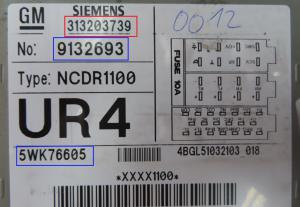 GM SIEMENS 0012
313203739
No: 9132693
Type: NCDR1100
FUSE 10A
UR4
5WK76605 4BGL51032103 018
*XXXX1100*